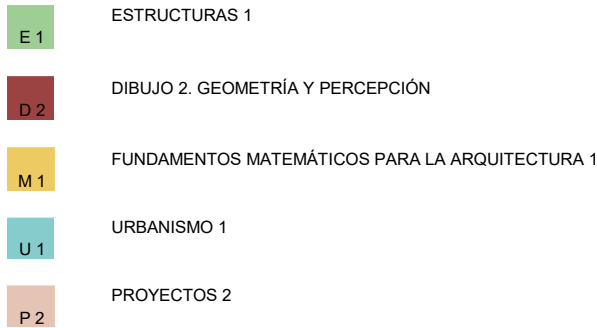 ESTRUCTURAS 1
E 1
DIBUJO 2. GEOMETRÍA Y PERCEPCIÓN
D 2
FUNDAMENTOS MATEMÁTICOS PARA LA ARQUITECTURA 1
M 1
URBANISMO 1
U 1
PROYECTOS 2
P 2